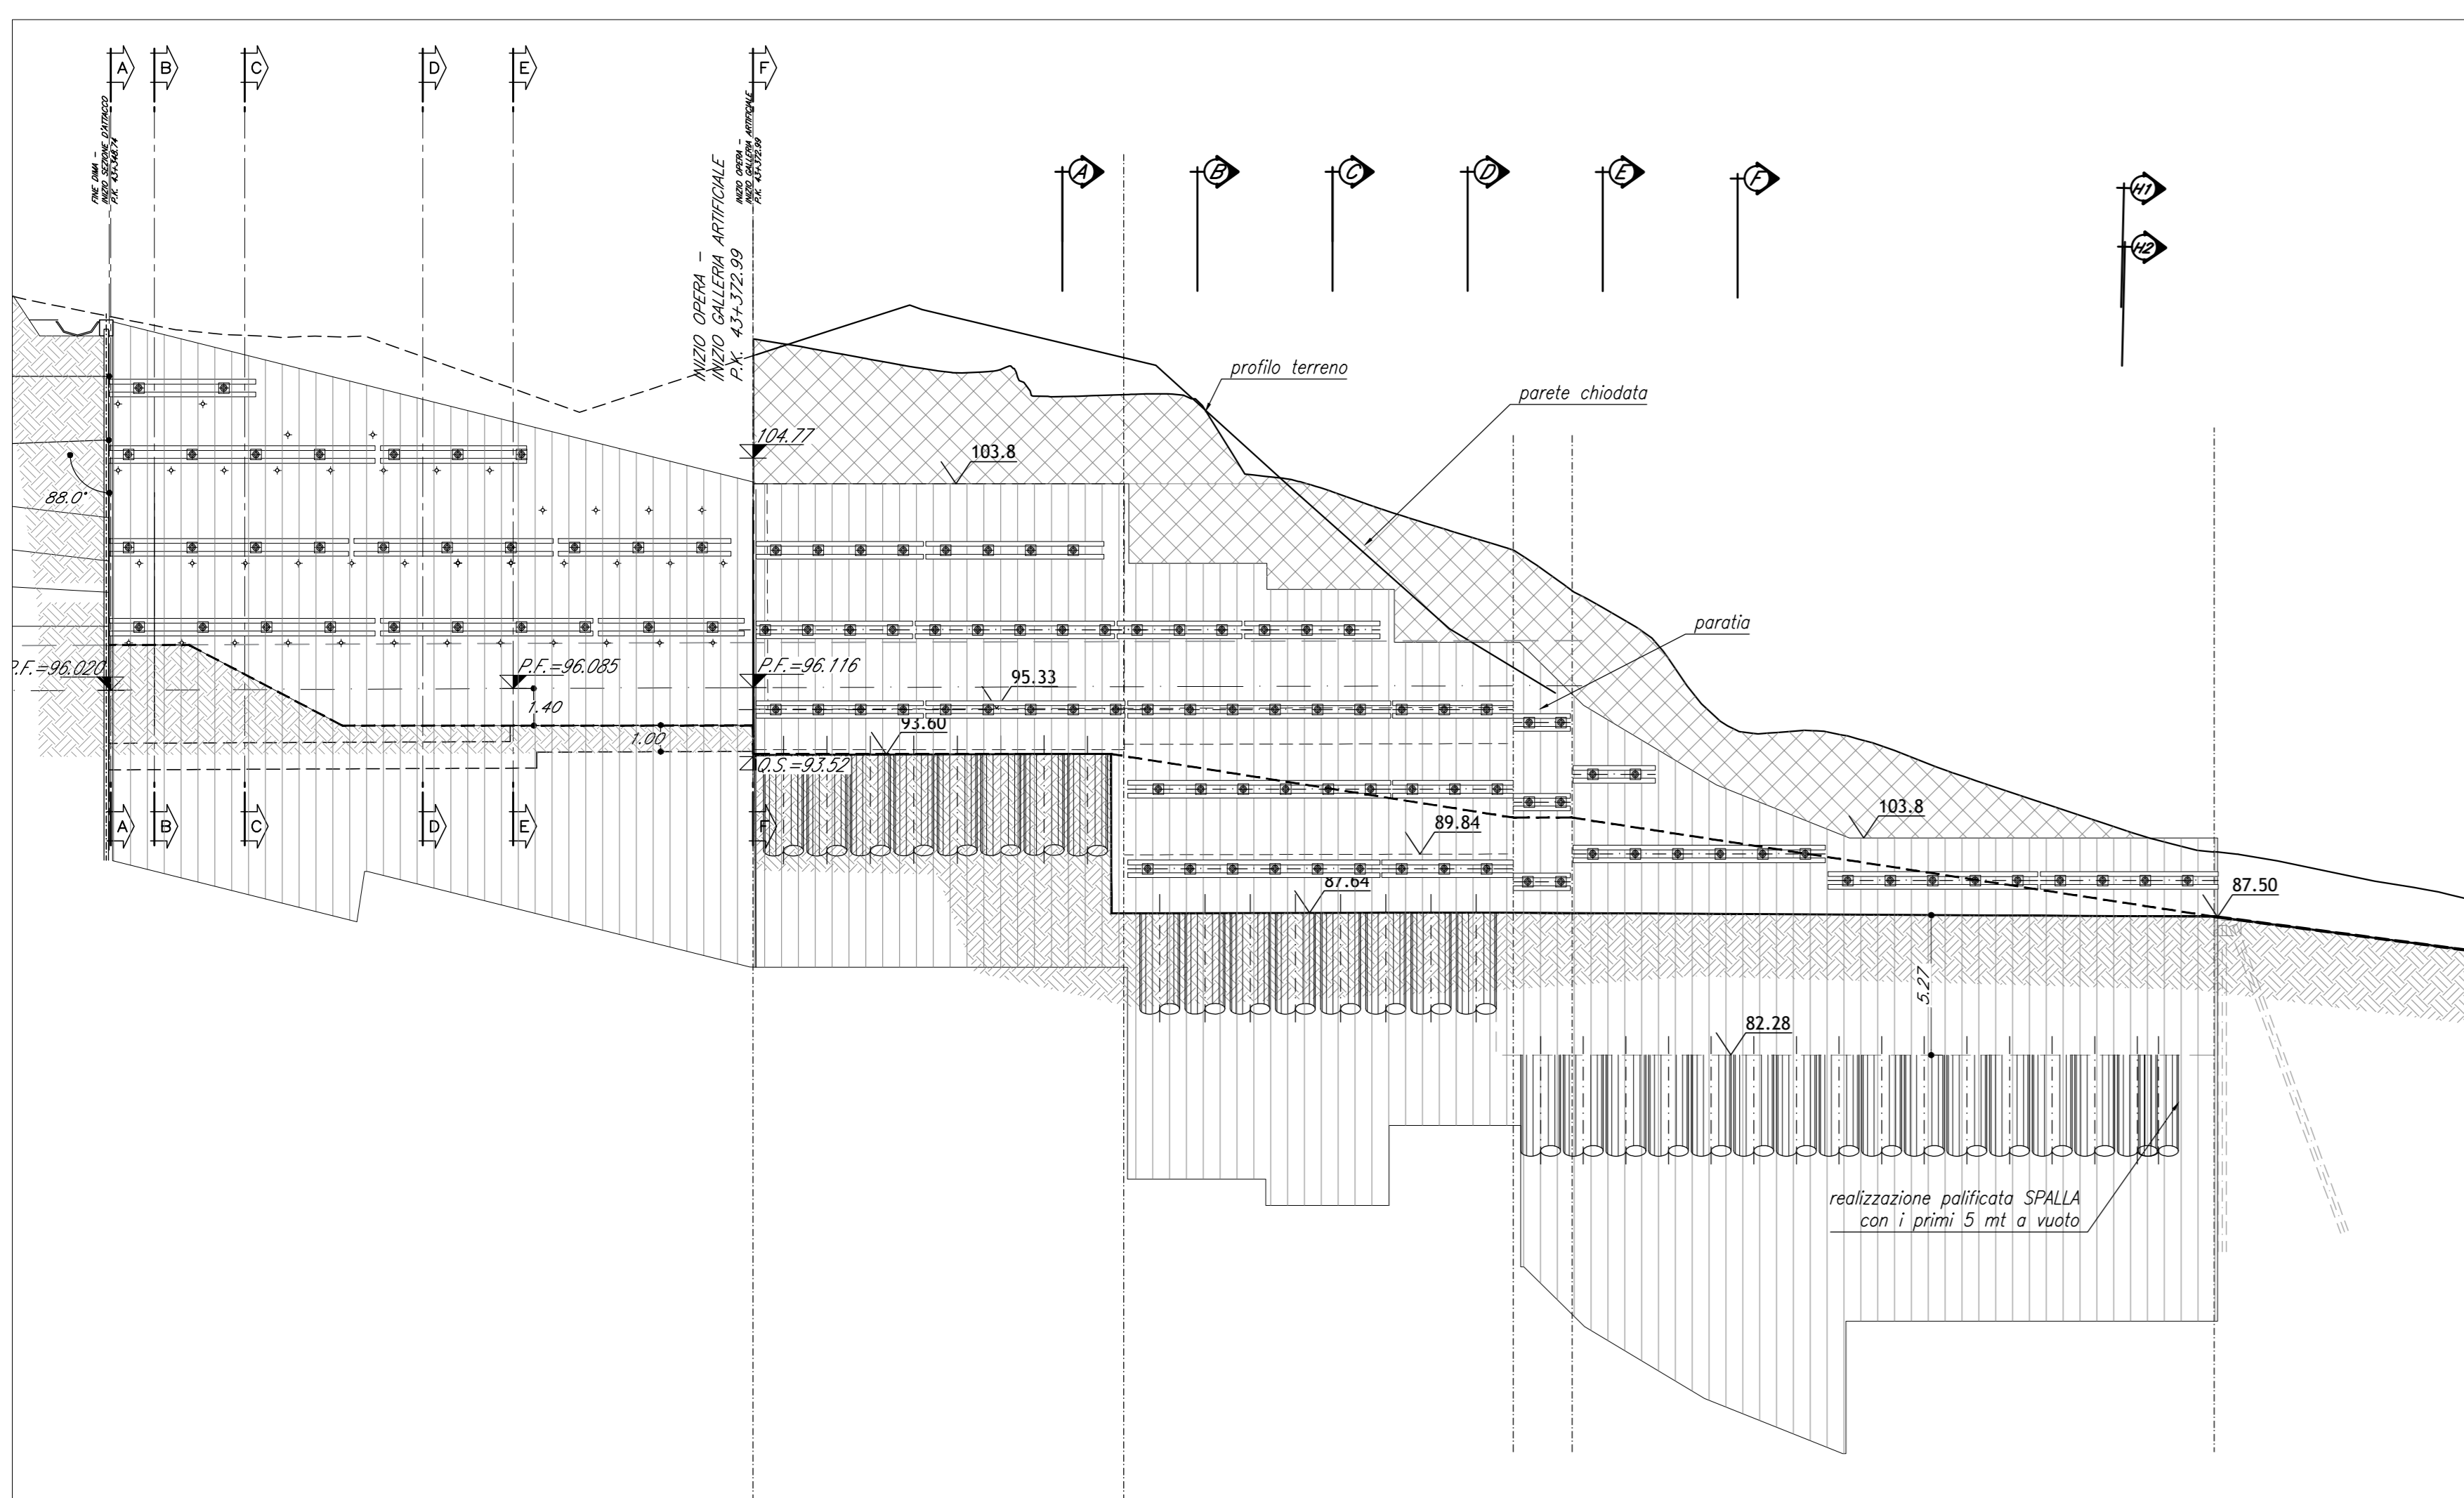 A
B
C
D
E
F
FINE DIMA -
INIZIO SEZIONE D'ATTACCO
P.K. 43+348.74
INIZIO OPERA -
INIZIO GALLERIA ARTIFICIALE
P.K. 43+372.99
INIZIO OPERA -
INIZIO GALLERIA ARTIFICIALE
P.K. 43+372.99
A
B
C
D
E
F
H1
H2
profilo terreno
parete chiodata
104.77
103.8
88.0°
paratia
P.F.=96.020
P.F.=96.085
P.F.=96.116
95.33
1.40
93.60
1.00
Q.S.=93.52
103.8
A
B
C
D
E
F
89.84
87.64
87.50
5.27
82.28
realizzazione palificata SPALLA
con i primi 5 mt a vuoto